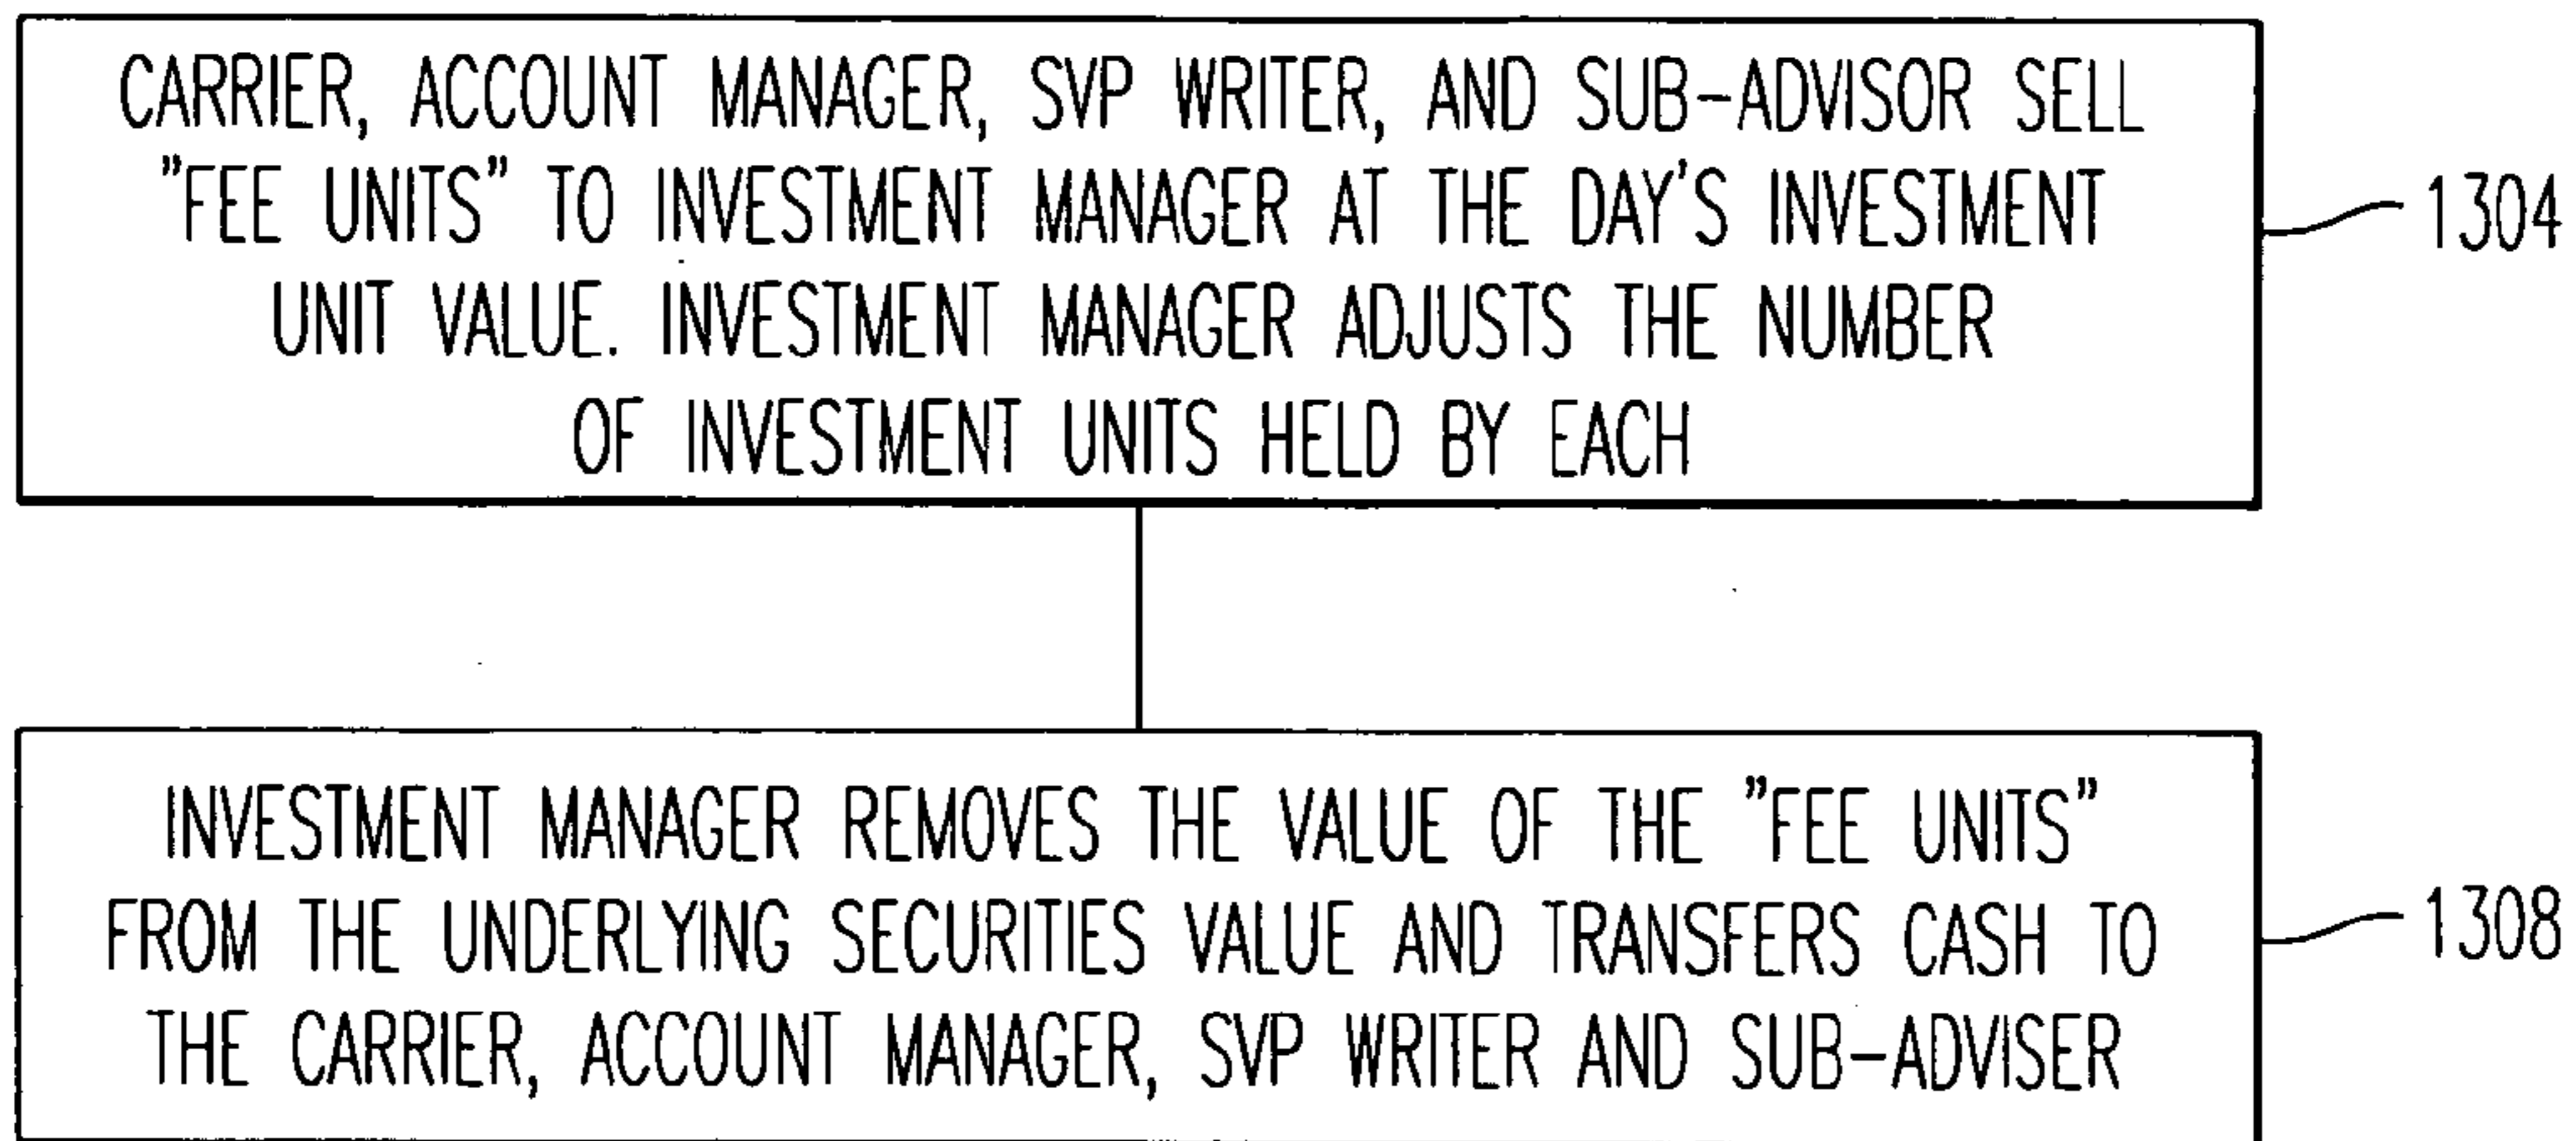 CARRIER, ACCOUNT MANAGER, SVP WRITER, AND SUB-ADVISOR SELL
"FEE UNITS" TO INVESTMENT MANAGER AT THE DAY'S INVESTMENT
UNIT VALUE. INVESTMENT MANAGER ADJUSTS THE NUMBER
OF INVESTMENT UNITS HELD BY EACH
1304
INVESTMENT MANAGER REMOVES THE VALUE OF THE "FEE UNITS"
FROM THE UNDERLYING SECURITIES VALUE AND TRANSFERS CASH TO
THE CARRIER, ACCOUNT MANAGER, SVP WRITER AND SUB-ADVISER
1308